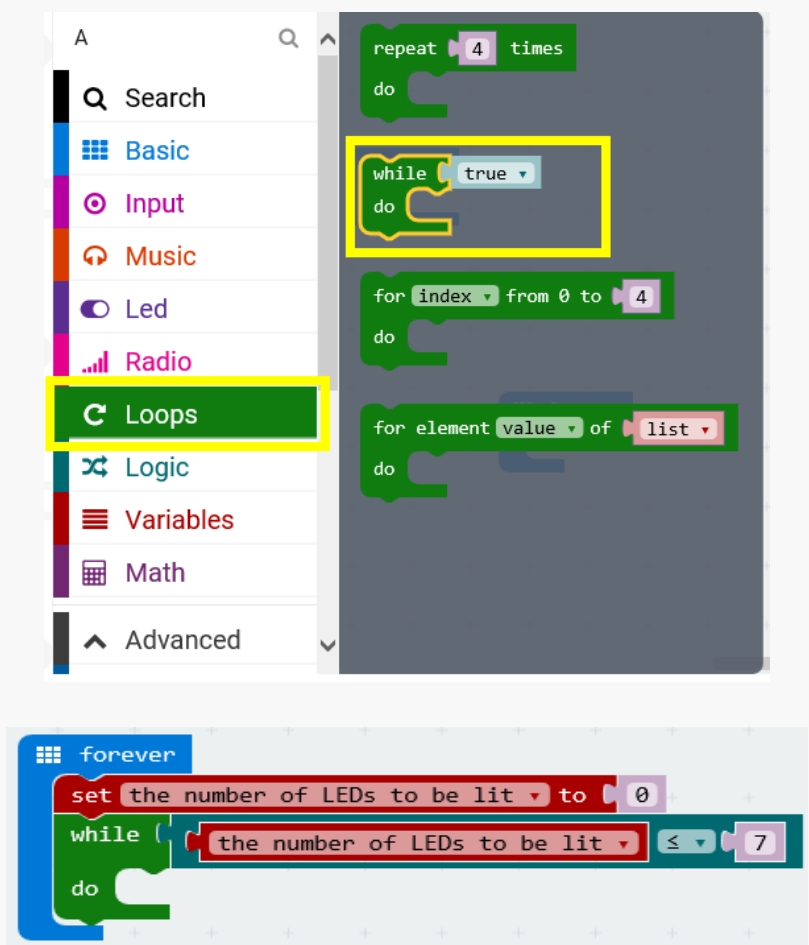 A
Search
Basic
Input
Music
Led
Radio
Loops
Logic
Variables
Math
Advanced
repeat 4 times
do
while true
do
for index from 0 to 4
do
for element value of list
do
forever
set the number of LEDs to be lit to 0
while the number of LEDs to be lit ≤ 7
do